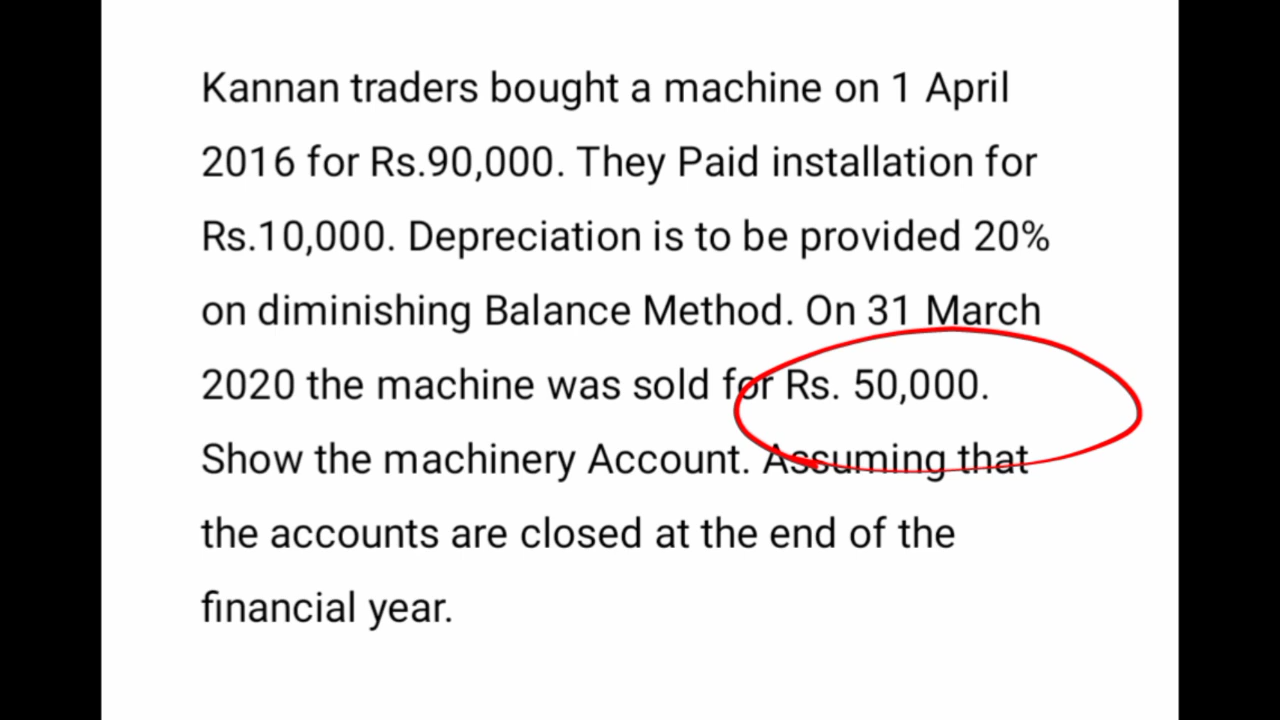 Kannan traders bought a machine on 1 April
2016 for Rs.90,000. They Paid installation for
Rs.10,000. Depreciation is to be provided 20%
on diminishing Balance Method. On 31 March
2020 the machine was sold for Rs. 50,000.
Show the machinery Account. Assuming that
the accounts are closed at the end of the
financial year.